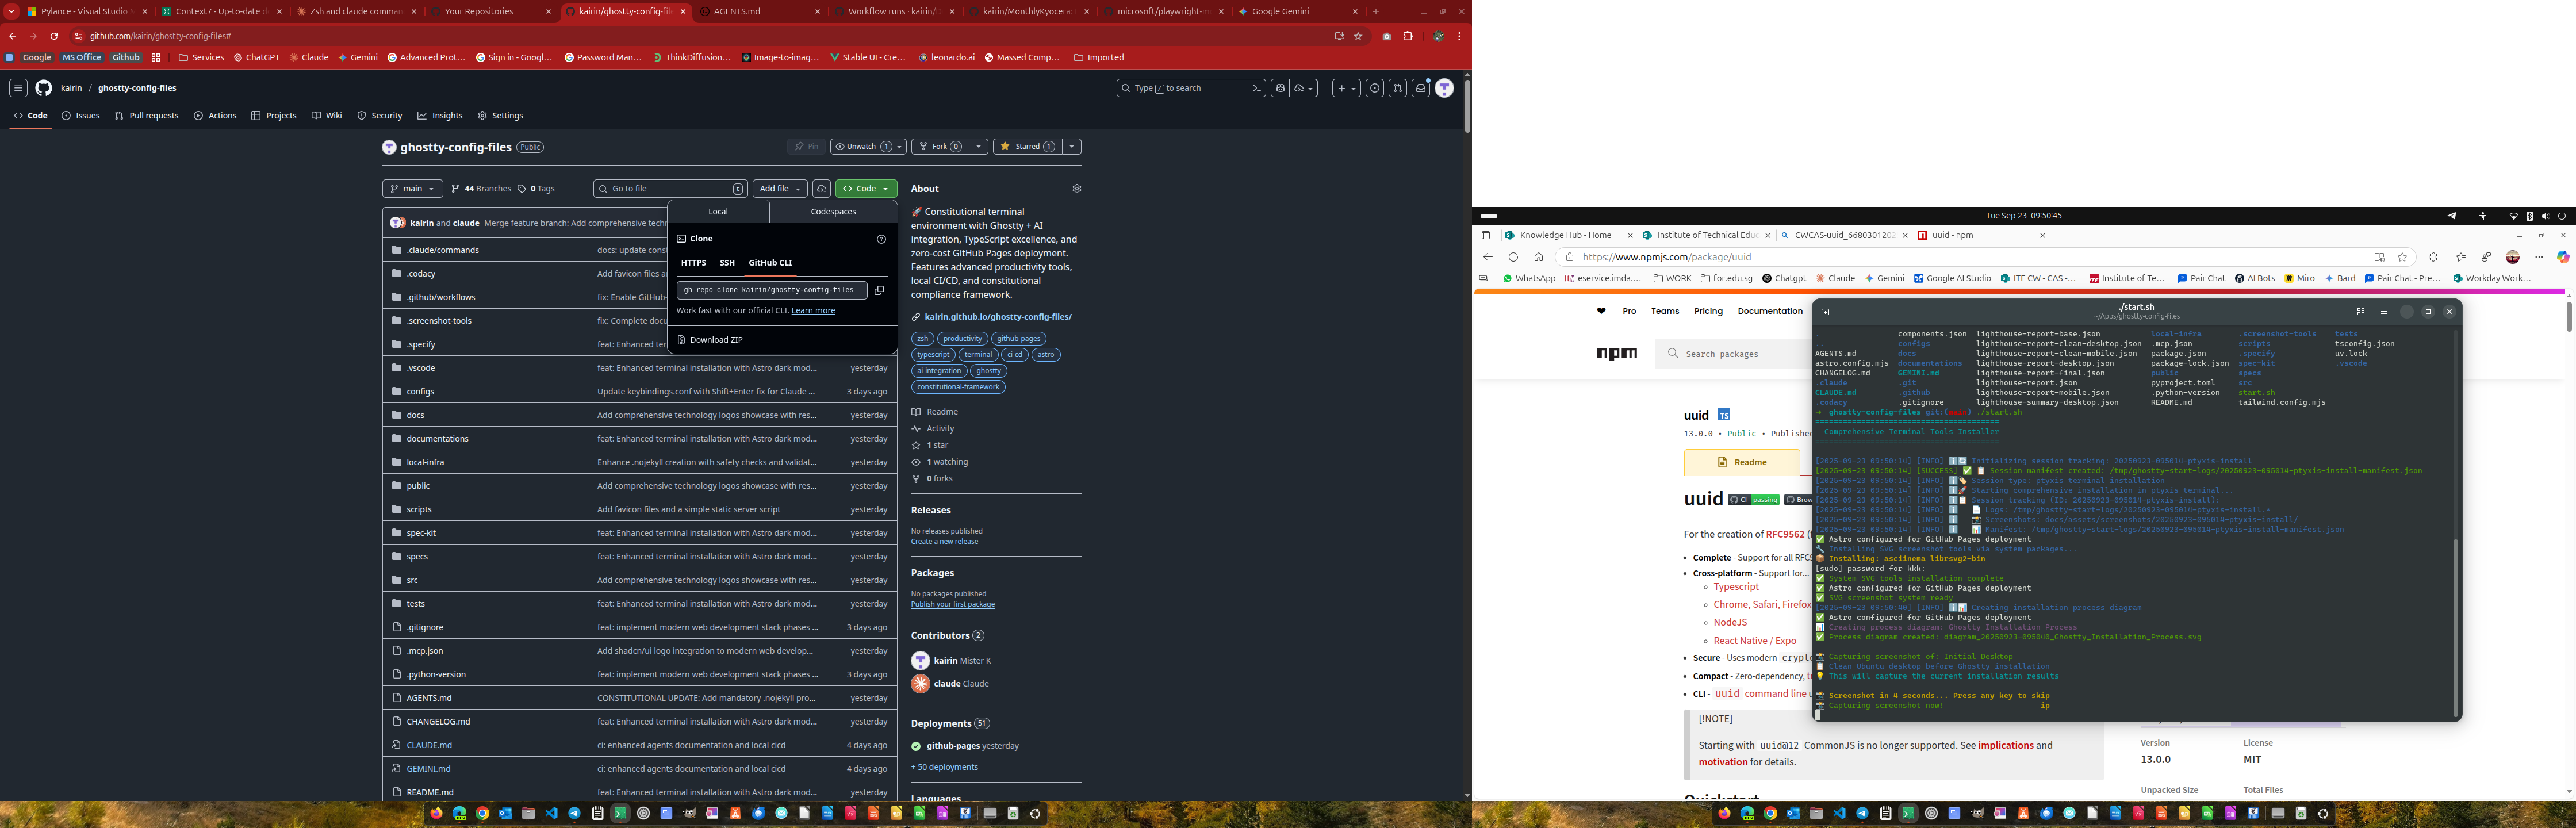 Pylance - Visual Studio M
Context7 - Up-to-date d
Zsh and claude comman
Your Repositories
kairin/ghostty-config-file
AGENTS.md
Workflow runs · kairin/D
kairin/MonthlyKyocera:
microsoft/playwright-m
Google Gemini
github.com/kairin/ghostty-config-files#
Google
MS Office
Github
Services
ChatGPT
Claude
Gemini
Advanced Prot...
Sign in - Googl...
Password Man...
ThinkDiffusion...
Image-to-imag...
Stable UI - Cre...
leonardo.ai
Massed Comp...
Imported
kairin / ghostty-config-files
Type / to search
Code
Issues
Pull requests
Actions
Projects
Wiki
Security
Insights
Settings
ghostty-config-files Public
Pin
Unwatch 1
Fork 0
Starred 1
main
44 Branches
0 Tags
Go to file t
Add file
Code
kairin and claude Merge feature branch: Add comprehensive techn
Local
Codespaces
Clone
HTTPS
SSH
GitHub CLI
gh repo clone kairin/ghostty-config-files
Work fast with our official CLI. Learn more
Download ZIP
.claude/commands docs: update const
.codacy Add favicon files an
.github/workflows fix: Enable GitHub-
.screenshot-tools fix: Complete docu
.specify feat: Enhanced tern
.vscode feat: Enhanced terminal installation with Astro dark mod... yesterday
configs Update keybindings.conf with Shift+Enter fix for Claude ... 3 days ago
docs Add comprehensive technology logos showcase with res... yesterday
documentations feat: Enhanced terminal installation with Astro dark mod... yesterday
local-infra Enhance .nojekyll creation with safety checks and validat... yesterday
public Add comprehensive technology logos showcase with res... yesterday
scripts Add favicon files and a simple static server script yesterday
spec-kit feat: Enhanced terminal installation with Astro dark mod... yesterday
specs feat: Enhanced terminal installation with Astro dark mod... yesterday
src Add comprehensive technology logos showcase with res... yesterday
tests feat: Enhanced terminal installation with Astro dark mod... yesterday
.gitignore feat: implement modern web development stack phases ... 3 days ago
.mcp.json Add shadcn/ui logo integration to modern web develop... yesterday
.python-version feat: implement modern web development stack phases ... 3 days ago
AGENTS.md CONSTITUTIONAL UPDATE: Add mandatory .nojekyll pro... yesterday
CHANGELOG.md feat: Enhanced terminal installation with Astro dark mod... yesterday
CLAUDE.md ci: enhanced agents documentation and local cicd 4 days ago
GEMINI.md ci: enhanced agents documentation and local cicd 4 days ago
README.md feat: Enhanced terminal installation with Astro dark mod... yesterday
About
🚀 Constitutional terminal
environment with Ghostty + AI
integration, TypeScript excellence, and
zero-cost GitHub Pages deployment.
Features advanced productivity tools,
local CI/CD, and constitutional
compliance framework.
kairin.github.io/ghostty-config-files/
zsh productivity github-pages
typescript terminal ci-cd astro
ai-integration ghostty
constitutional-framework
Readme
Activity
1 star
1 watching
0 forks
Releases
No releases published
Create a new release
Packages
No packages published
Publish your first package
Contributors 2
kairin Mister K
claude Claude
Deployments 51
github-pages yesterday
+ 50 deployments
Languages
Tue Sep 23 09:50:45
Knowledge Hub - Home
Institute of Technical Educ
CWCAS-uuid_6680301202
uuid - npm
https://www.npmjs.com/package/uuid
WhatsApp
eservice.imda....
WORK
for.edu.sg
Chatgpt
Claude
Gemini
Google AI Studio
ITE CW - CAS -...
Institute of Te...
Pair Chat
AI Bots
Miro
Bard
Pair Chat - Pre...
Workday Work...
Pro
Teams
Pricing
Documentation
npm
Search packages
uuid TS
13.0.0 • Public • Published
Readme
uuid CI passing Brow
For the creation of RFC9562 (
Complete - Support for all RFC9
Cross-platform - Support for...
Typescript
Chrome, Safari, Firefox
NodeJS
React Native / Expo
Secure - Uses modern crypto
Compact - Zero-dependency, t
CLI - uuid command line u
[!NOTE]
Starting with uuid@12 CommonJS is no longer supported. See implications and
motivation for details.
Quickstart
Version
13.0.0
License
MIT
Unpacked Size
Total Files
./start.sh
~/Apps/ghostty-config-files
. components.json lighthouse-report-base.json local-infra .screenshot-tools tests
.. configs lighthouse-report-clean-desktop.json .mcp.json scripts tsconfig.json
AGENTS.md docs lighthouse-report-clean-mobile.json package.json .specify uv.lock
astro.config.mjs documentations lighthouse-report-desktop.json package-lock.json spec-kit .vscode
CHANGELOG.md GEMINI.md lighthouse-report-final.json public specs
.claude .git lighthouse-report.json pyproject.toml src
CLAUDE.md .github lighthouse-report-mobile.json .python-version start.sh
.codacy .gitignore lighthouse-summary-desktop.json README.md tailwind.config.mjs
➜ ghostty-config-files git:(main) ./start.sh
======================================
Comprehensive Terminal Tools Installer
======================================
[2025-09-23 09:50:14] [INFO] ℹ️🔄 Initializing session tracking: 20250923-095014-ptyxis-install
[2025-09-23 09:50:14] [SUCCESS] ✅ 📋 Session manifest created: /tmp/ghostty-start-logs/20250923-095014-ptyxis-install-manifest.json
[2025-09-23 09:50:14] [INFO] ℹ️🏷️ Session type: ptyxis terminal installation
[2025-09-23 09:50:14] [INFO] ℹ️🚀 Starting comprehensive installation in ptyxis terminal...
[2025-09-23 09:50:14] [INFO] ℹ️📋 Session tracking (ID: 20250923-095014-ptyxis-install):
[2025-09-23 09:50:14] [INFO] ℹ️ 📄 Logs: /tmp/ghostty-start-logs/20250923-095014-ptyxis-install.*
[2025-09-23 09:50:14] [INFO] ℹ️ 📸 Screenshots: docs/assets/screenshots/20250923-095014-ptyxis-install/
[2025-09-23 09:50:14] [INFO] ℹ️ 📊 Manifest: /tmp/ghostty-start-logs/20250923-095014-ptyxis-install-manifest.json
✅ Astro configured for GitHub Pages deployment
🔧 Installing SVG screenshot tools via system packages...
📦 Installing: asciinema librsvg2-bin
[sudo] password for kkk:
✅ System SVG tools installation complete
✅ Astro configured for GitHub Pages deployment
✅ SVG screenshot system ready
[2025-09-23 09:50:40] [INFO] ℹ️📊 Creating installation process diagram
✅ Astro configured for GitHub Pages deployment
📊 Creating process diagram: Ghostty Installation Process
✅ Process diagram created: diagram_20250923-095040_Ghostty_Installation_Process.svg
📸 Capturing screenshot of: Initial Desktop
📋 Clean Ubuntu desktop before Ghostty installation
💡 This will capture the current installation results
📸 Screenshot in 4 seconds... Press any key to skip
📸 Capturing screenshot now! ip